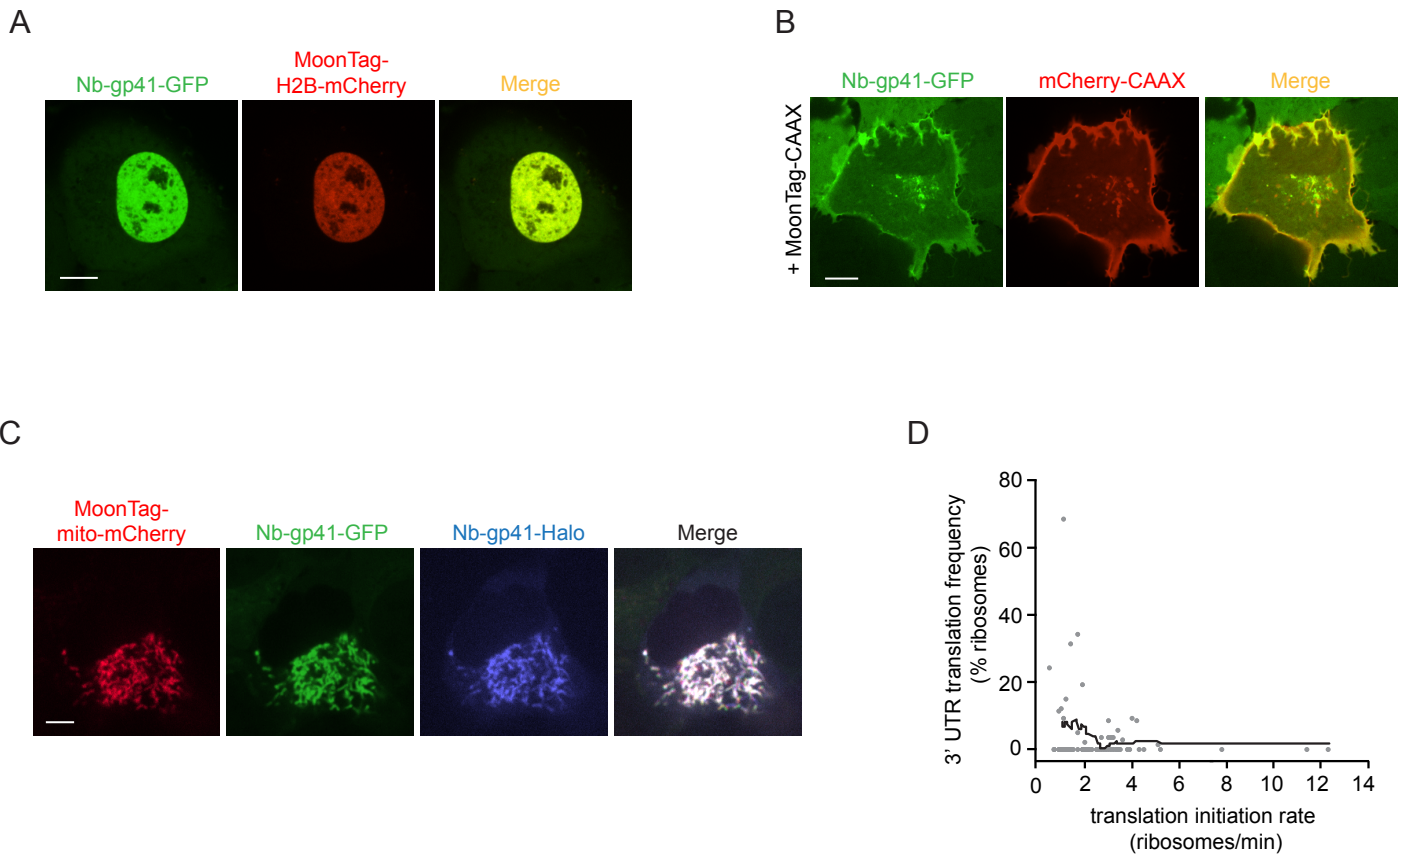 A
Nb-gp41-GFP
MoonTag-
H2B-mCherry
Merge
B
Nb-gp41-GFP
mCherry-CAAX
Merge
+ MoonTag-CAAX
C
MoonTag-
mito-mCherry
Nb-gp41-GFP
Nb-gp41-Halo
Merge
D
3’ UTR translation frequency
(% ribosomes)
80
60
40
20
0
0 2 4 6 8 10 12 14
translation initiation rate
(ribosomes/min)